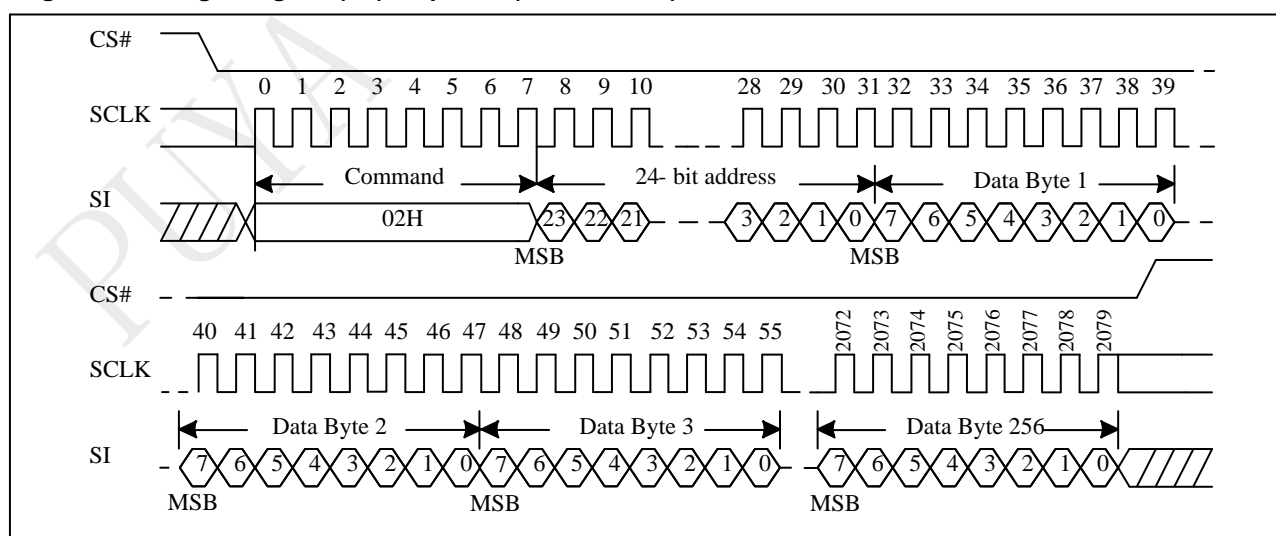 CS#
0 1 2 3 4 5 6 7 8 9 10 28 29 30 31 32 33 34 35 36 37 38 39
SCLK
Command 24- bit address Data Byte 1
SI
02H 23 22 21 3 2 1 0 7 6 5 4 3 2 1 0
MSB MSB
CS#
40 41 42 43 44 45 46 47 48 49 50 51 52 53 54 55 2072 2073 2074 2075 2076 2077 2078 2079
SCLK
Data Byte 2 Data Byte 3 Data Byte 256
SI
7 6 5 4 3 2 1 0 7 6 5 4 3 2 1 0 7 6 5 4 3 2 1 0
MSB MSB MSB
PUYA